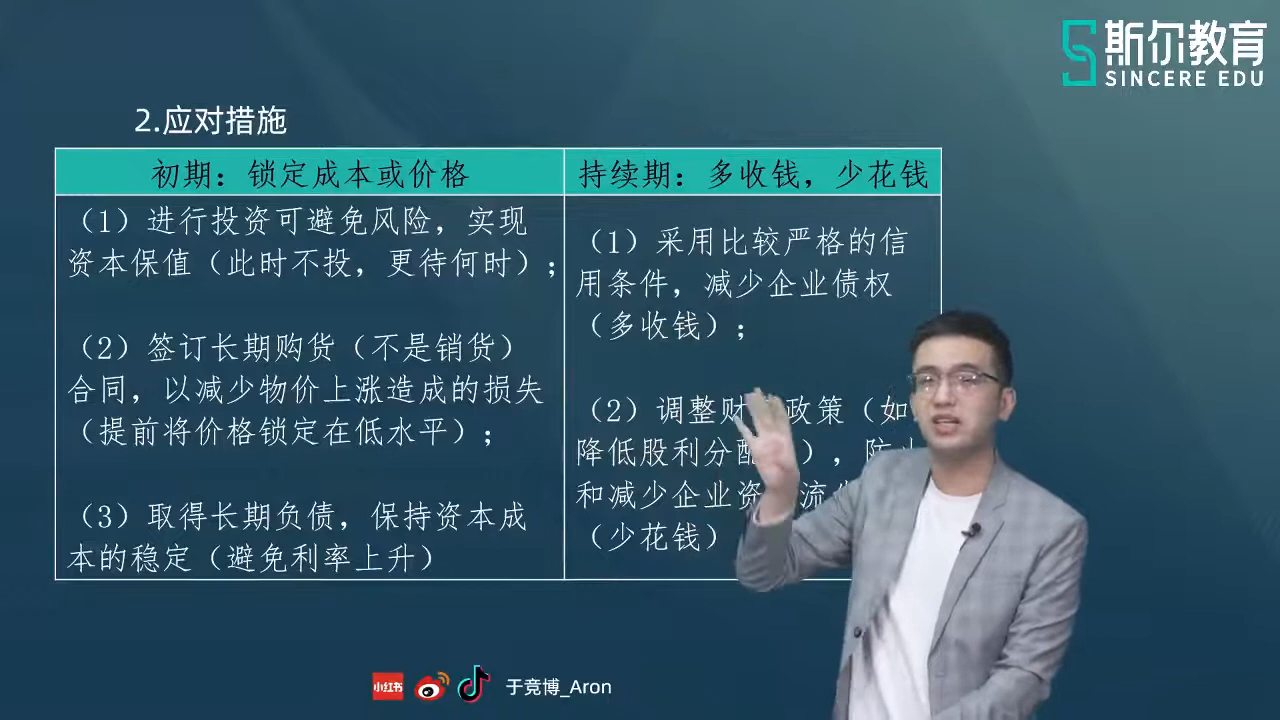 斯尔教育
SINCERE EDU
2.应对措施
初期：锁定成本或价格
（1）进行投资可避免风险，实现
资本保值（此时不投，更待何时）；
（2）签订长期购货（不是销货）
合同，以减少物价上涨造成的损失
（提前将价格锁定在低水平）；
（3）取得长期负债，保持资本成
本的稳定（避免利率上升）
持续期：多收钱，少花钱
（1）采用比较严格的信
用条件，减少企业债权
（多收钱）；
（2）调整财 政策（如
降低股利分配 ），防
和减少企业资 流
（少花钱）
小红书
于竞博_Aron